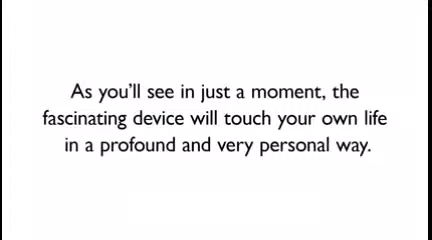 As you'll see in just a moment, the
fascinating device will touch your own life
in a profound and very personal way.